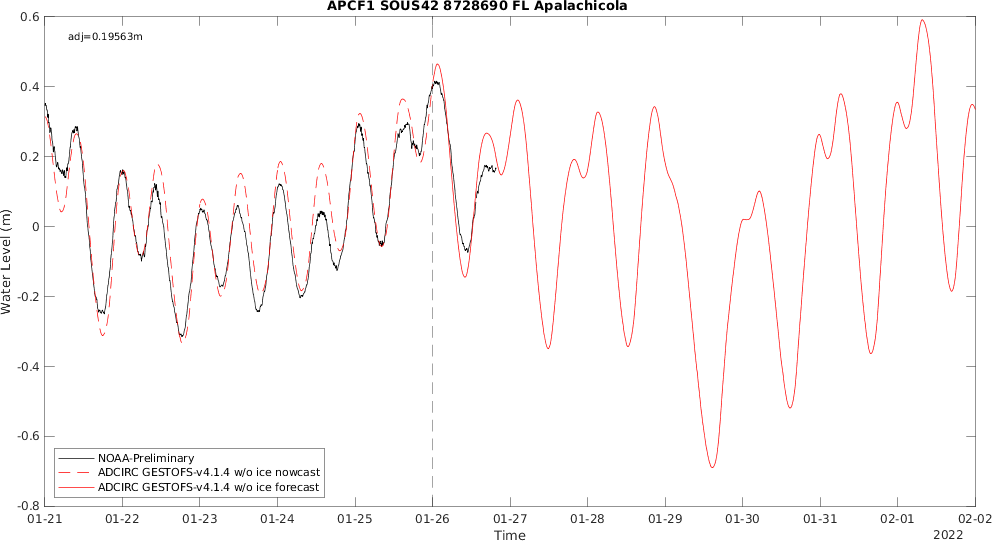 APCF1 SOUS42 8728690 FL Apalachicola
adj=0.19563m
0.6
0.4
0.2
0
-0.2
-0.4
-0.6
-0.8
Water Level (m)
NOAA-Preliminary
ADCIRC GESTOFS-v4.1.4 w/o ice nowcast
ADCIRC GESTOFS-v4.1.4 w/o ice forecast
01-21 01-22 01-23 01-24 01-25 01-26 01-27 01-28 01-29 01-30 01-31 02-01 02-02
Time
2022